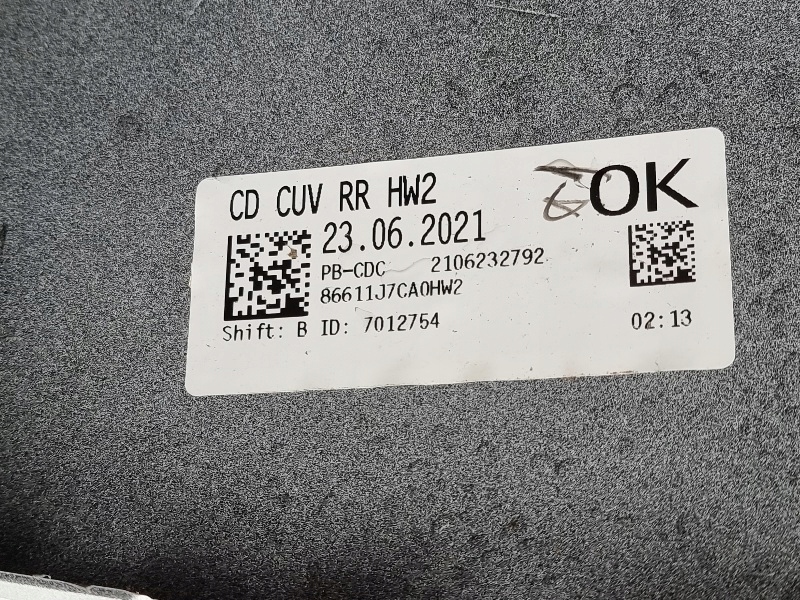 CD CUV RR HW2
OK
23.06.2021
PB-CDC 2106232792
86611J7CA0HW2
Shift: B ID: 7012754
02:13